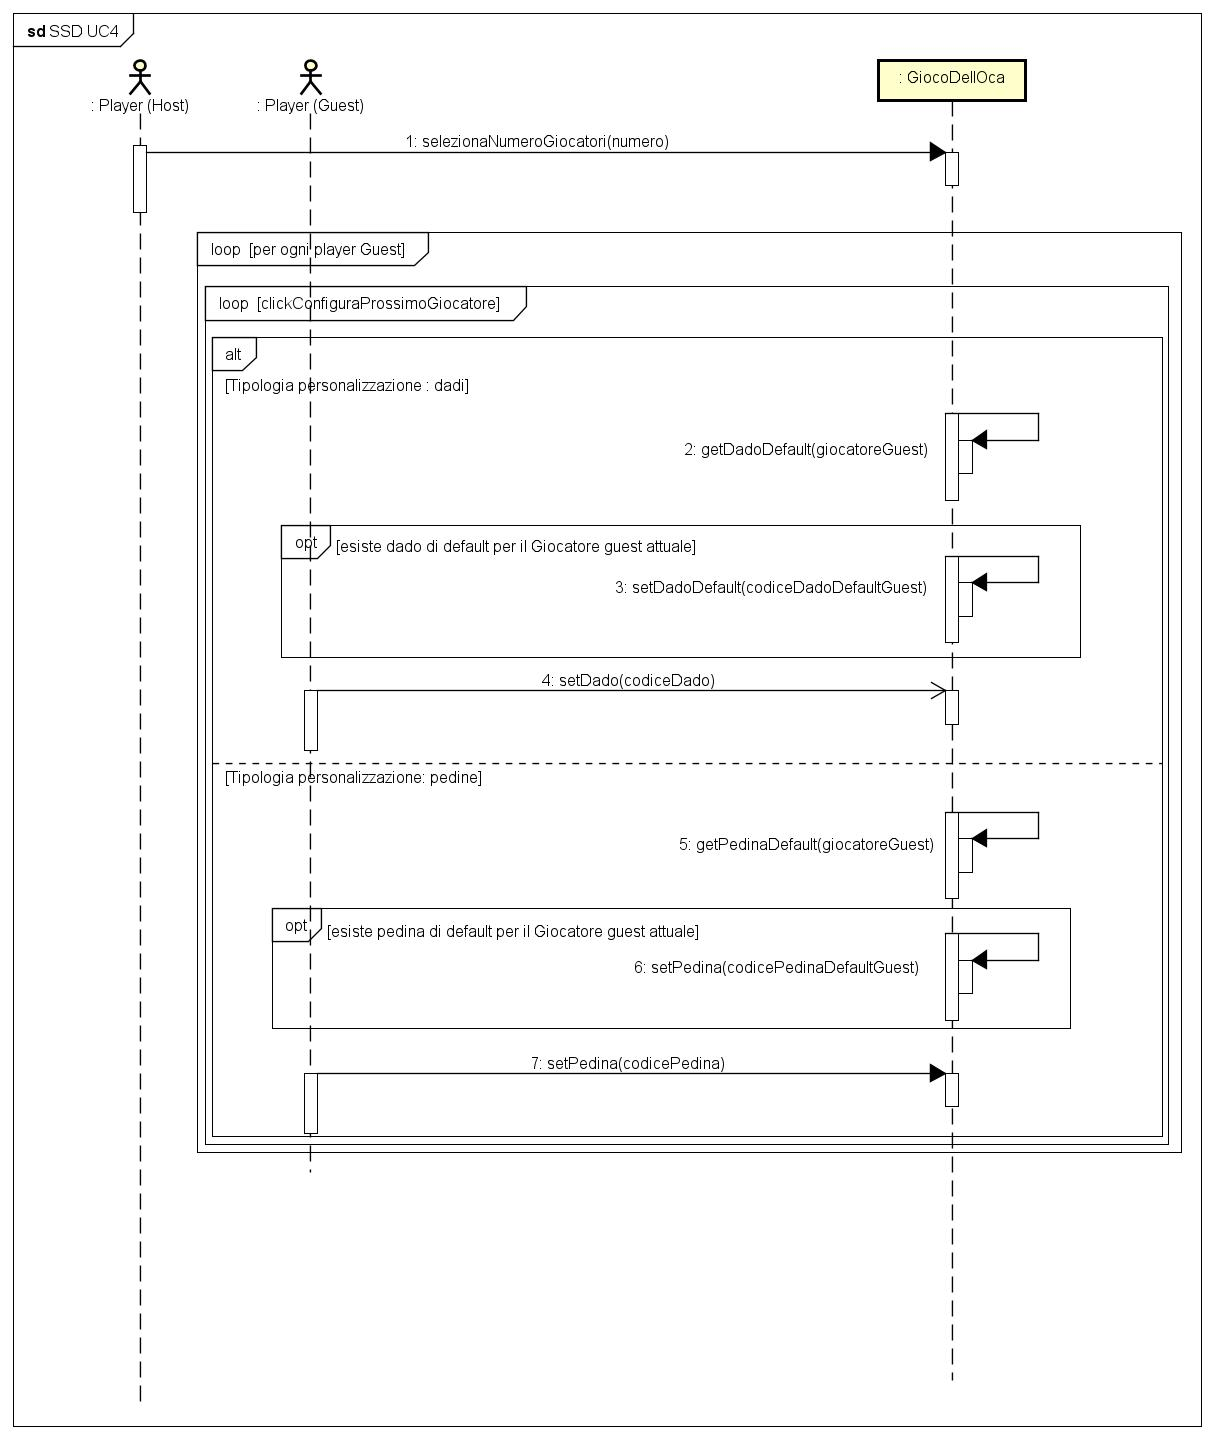 sd SSD UC4
: Player (Host)
: Player (Guest)
: GiocoDellOca
1: selezionaNumeroGiocatori(numero)
loop [per ogni player Guest]
loop [clickConfiguraProssimoGiocatore]
alt
[Tipologia personalizzazione : dadi]
2: getDadoDefault(giocatoreGuest)
opt
[esiste dado di default per il Giocatore guest attuale]
3: setDadoDefault(codiceDadoDefaultGuest)
4: setDado(codiceDado)
[Tipologia personalizzazione: pedine]
5: getPedinaDefault(giocatoreGuest)
opt
[esiste pedina di default per il Giocatore guest attuale]
6: setPedina(codicePedinaDefaultGuest)
7: setPedina(codicePedina)